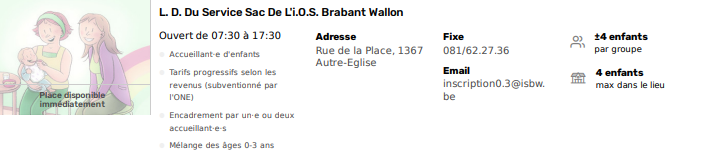 L. D. Du Service Sac De L'i.O.S. Brabant Wallon
Ouvert de 07:30 à 17:30
Accueillant·e d'enfants
Tarifs progressifs selon les
revenus (subventionné par
l'ONE)
Encadrement par un·e ou deux
accueillant·e·s
Mélange des âges 0-3 ans
Adresse
Rue de la Place, 1367
Autre-Eglise
Fixe
081/62.27.36
Email
inscription0.3@isbw.
be
±4 enfants
par groupe
4 enfants
max dans le lieu
Place disponible
immédiatement